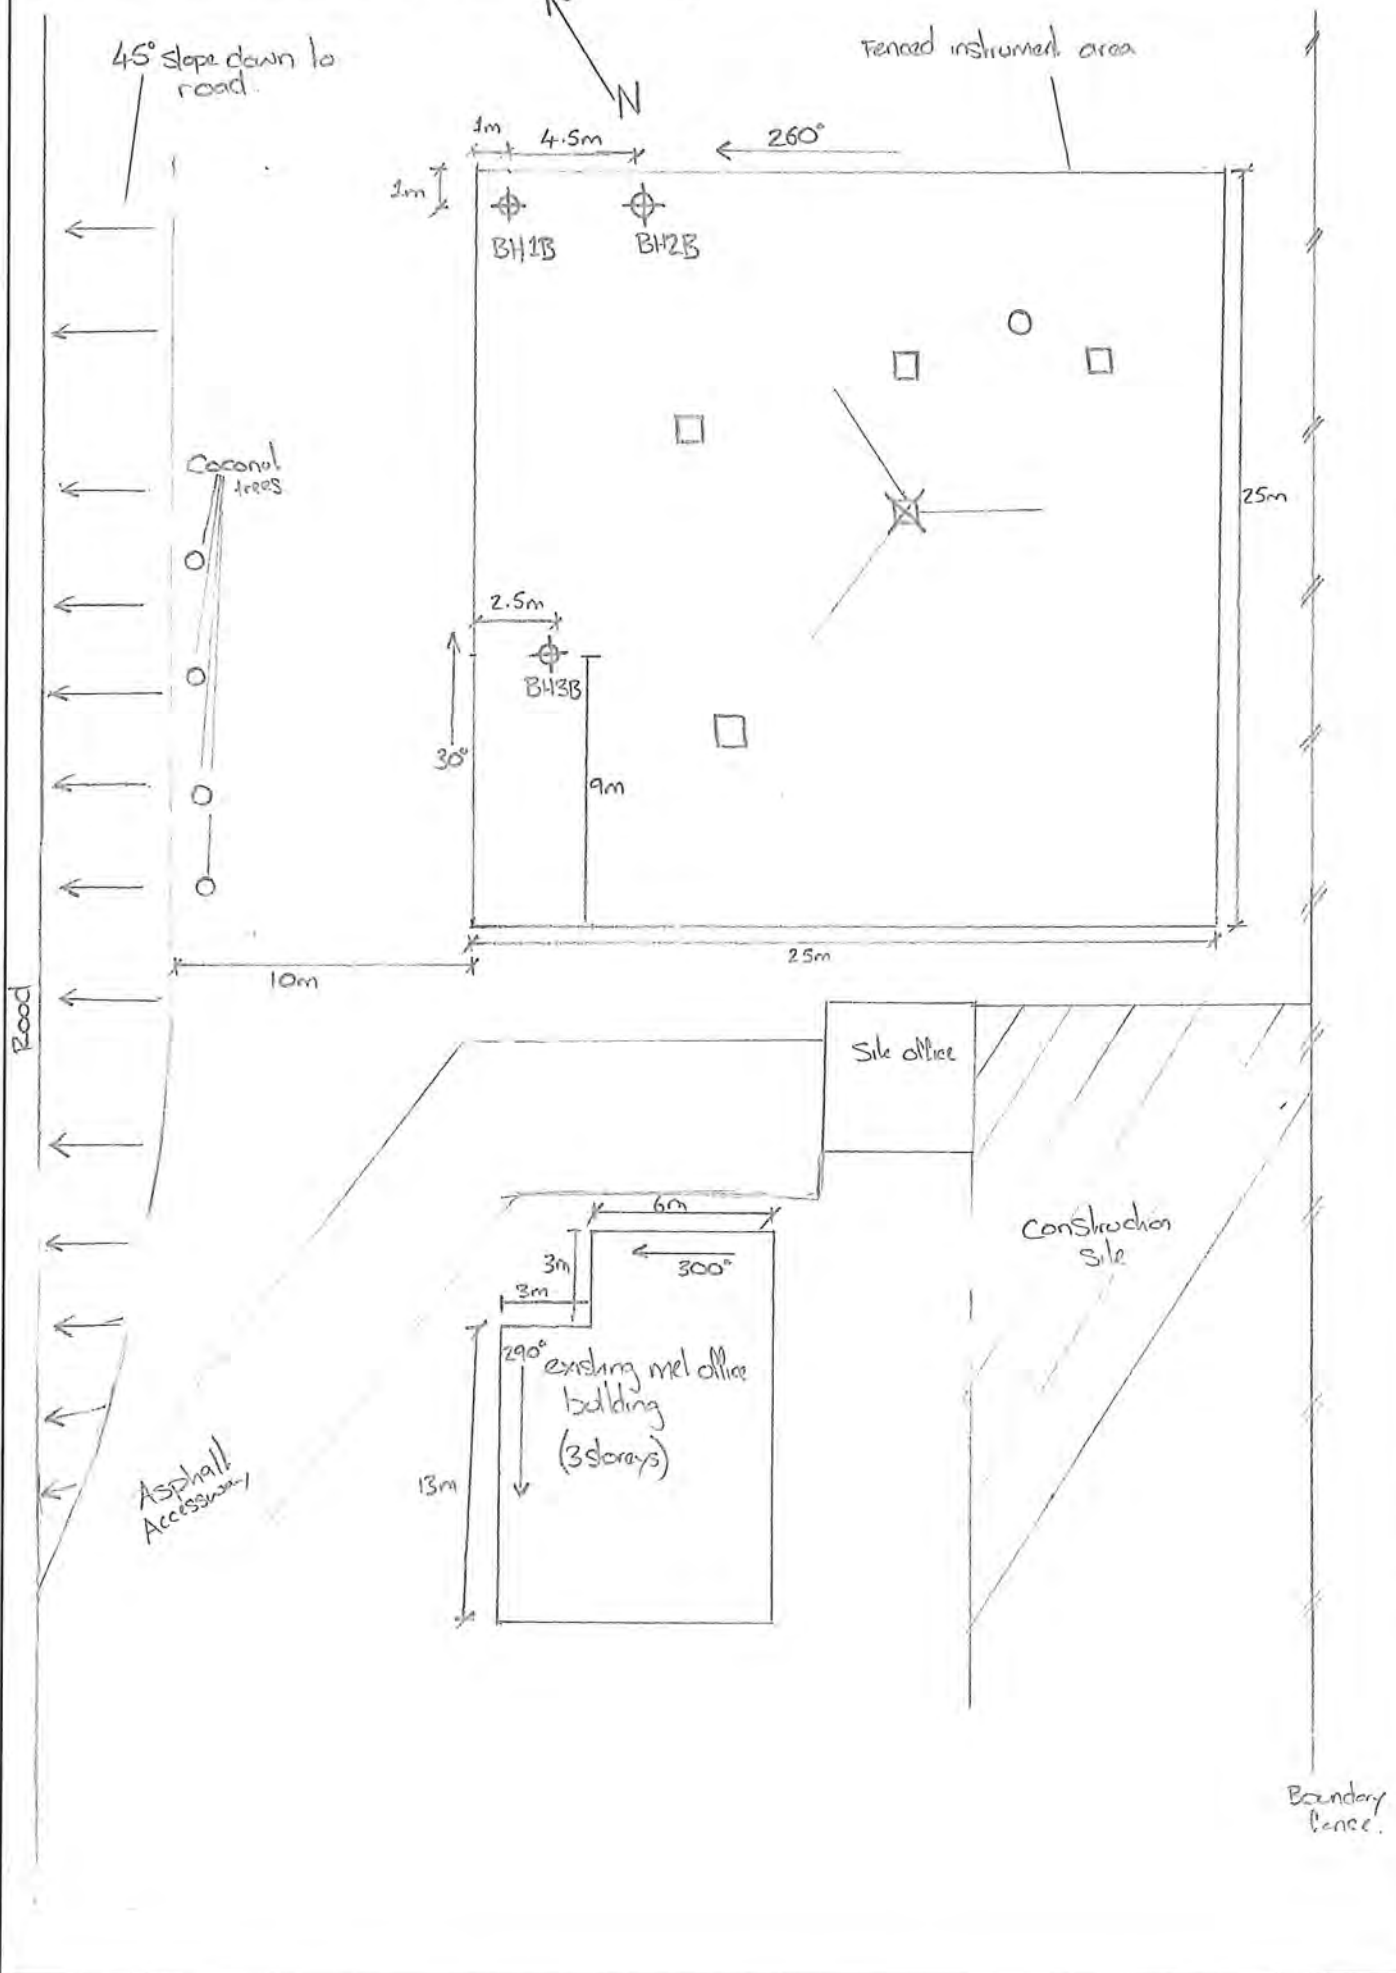 45° slope down to
road.
N
Fenced instrument area
1m
4.5m
260°
1m
BH1B
BH2B
Coconut
trees
25m
2.5m
BH3B
30°
9m
25m
10m
Road
Site office
6m
3m
300°
3m
290°
existing met office
building
(3 storeys)
Construction
Site
13m
Asphalt
Accessway
Boundary
fence.